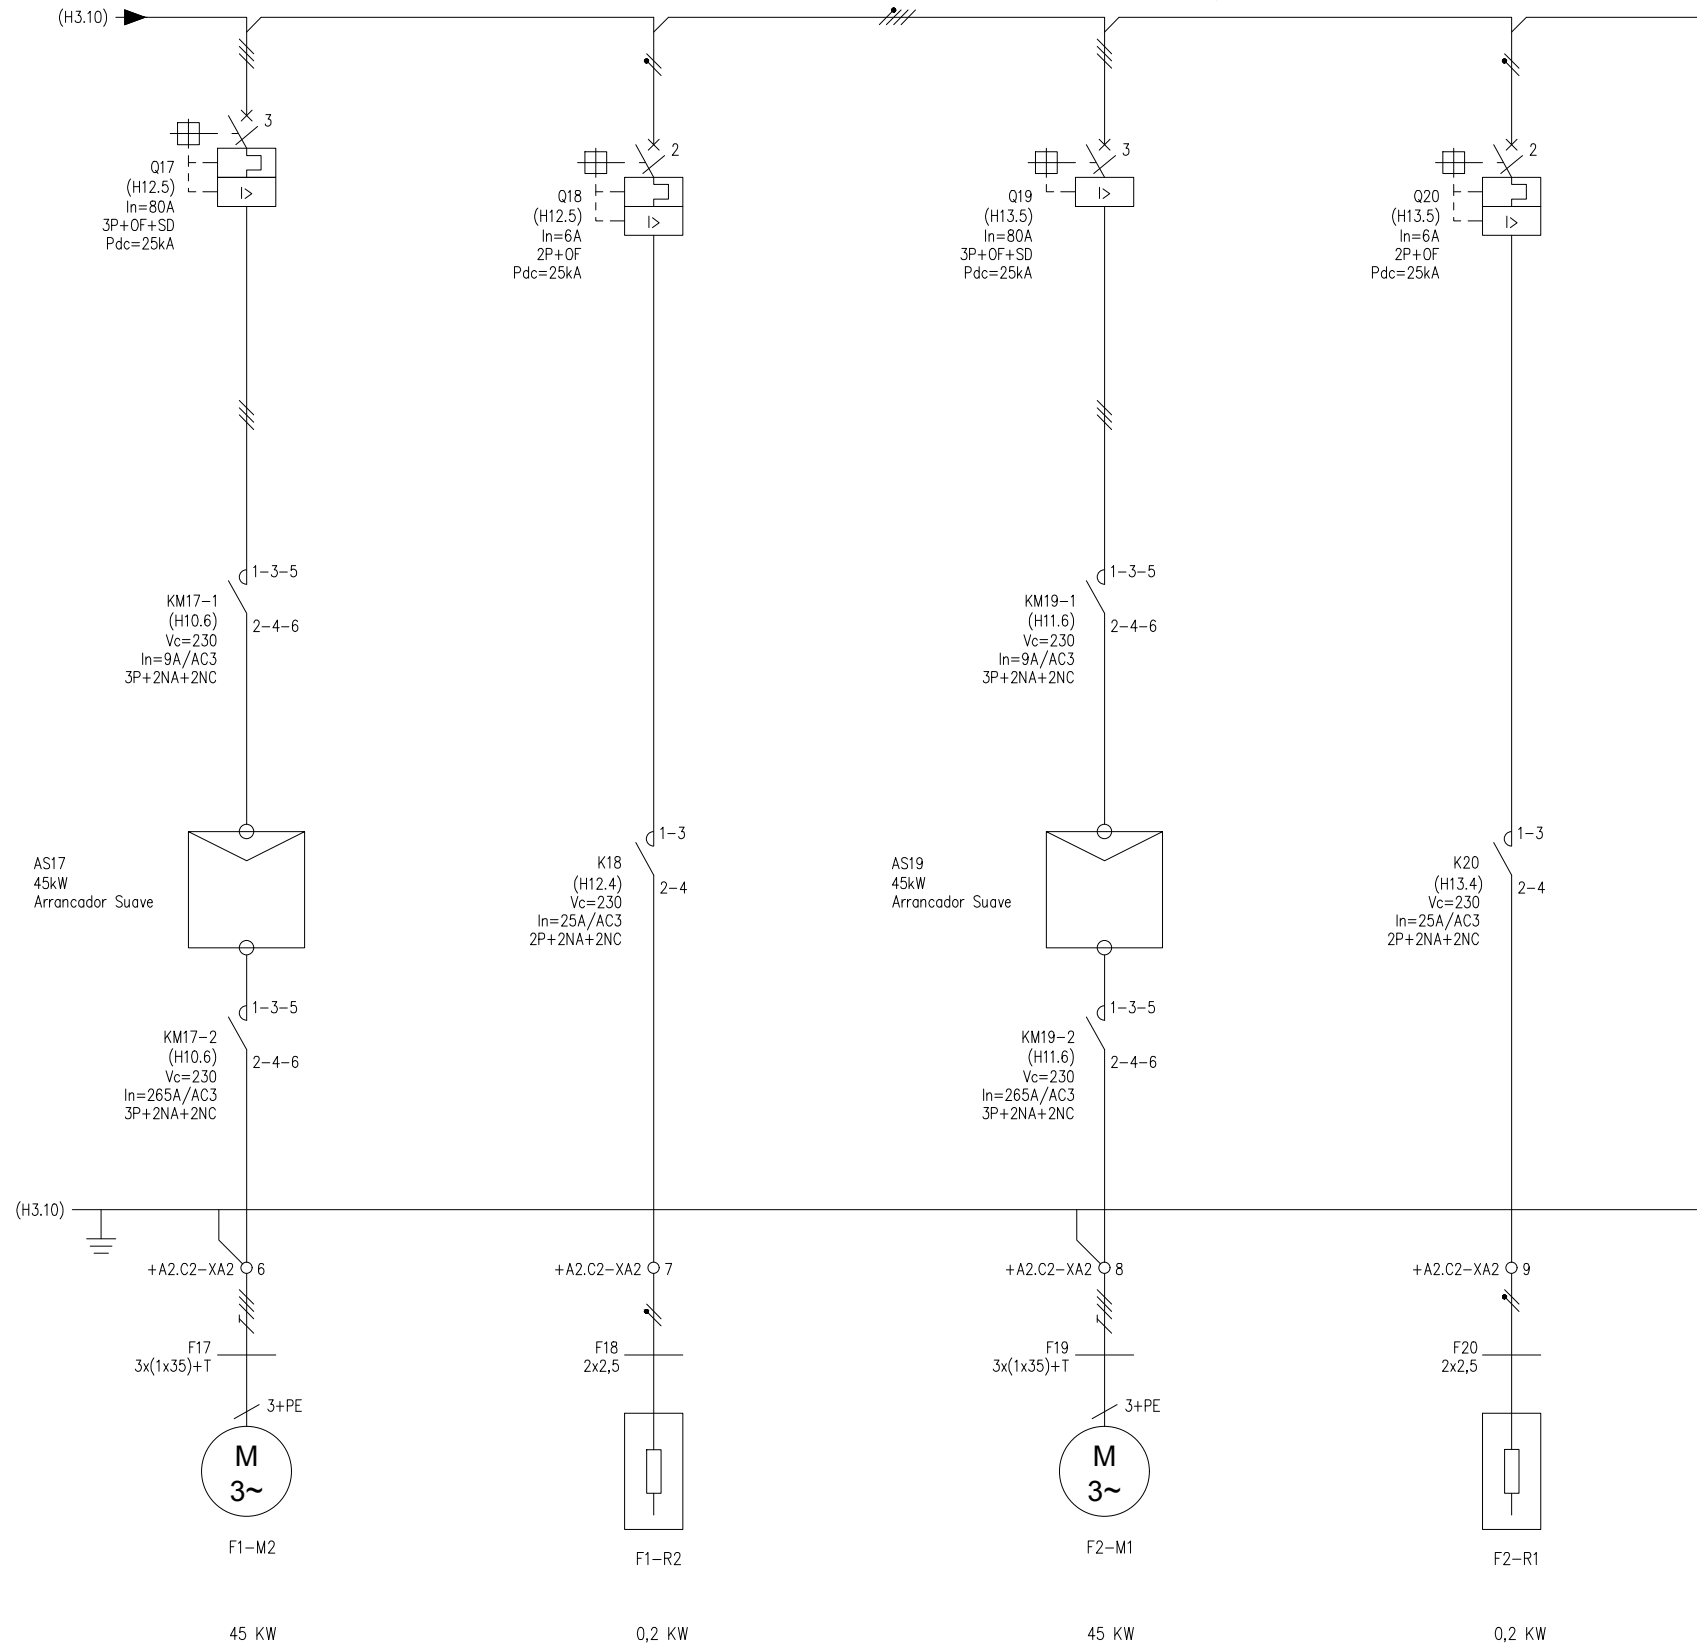 (H3.10)
3
Q17
(H12.5)
In=80A
3P+OF+SD
Pdc=25kA
I>
2
Q18
(H12.5)
In=6A
2P+OF
Pdc=25kA
I>
3
Q19
(H13.5)
In=80A
3P+OF+SD
Pdc=25kA
I>
2
Q20
(H13.5)
In=6A
2P+OF
Pdc=25kA
I>
1-3-5
KM17-1
(H10.6)
Vc=230
In=9A/AC3
3P+2NA+2NC
2-4-6
1-3-5
KM19-1
(H11.6)
Vc=230
In=9A/AC3
3P+2NA+2NC
2-4-6
AS17
45kW
Arrancador Suave
1-3
K18
(H12.4)
Vc=230
In=25A/AC3
2P+2NA+2NC
2-4
AS19
45kW
Arrancador Suave
1-3
K20
(H13.4)
Vc=230
In=25A/AC3
2P+2NA+2NC
2-4
1-3-5
KM17-2
(H10.6)
Vc=230
In=265A/AC3
3P+2NA+2NC
2-4-6
1-3-5
KM19-2
(H11.6)
Vc=230
In=265A/AC3
3P+2NA+2NC
2-4-6
(H3.10)
+A2.C2-XA2 6
+A2.C2-XA2 7
+A2.C2-XA2 8
+A2.C2-XA2 9
F17
3x(1x35)+T
F18
2x2,5
F19
3x(1x35)+T
F20
2x2,5
3+PE
3+PE
M
3~
M
3~
F1-M2
F1-R2
F2-M1
F2-R1
45 KW
0,2 KW
45 KW
0,2 KW